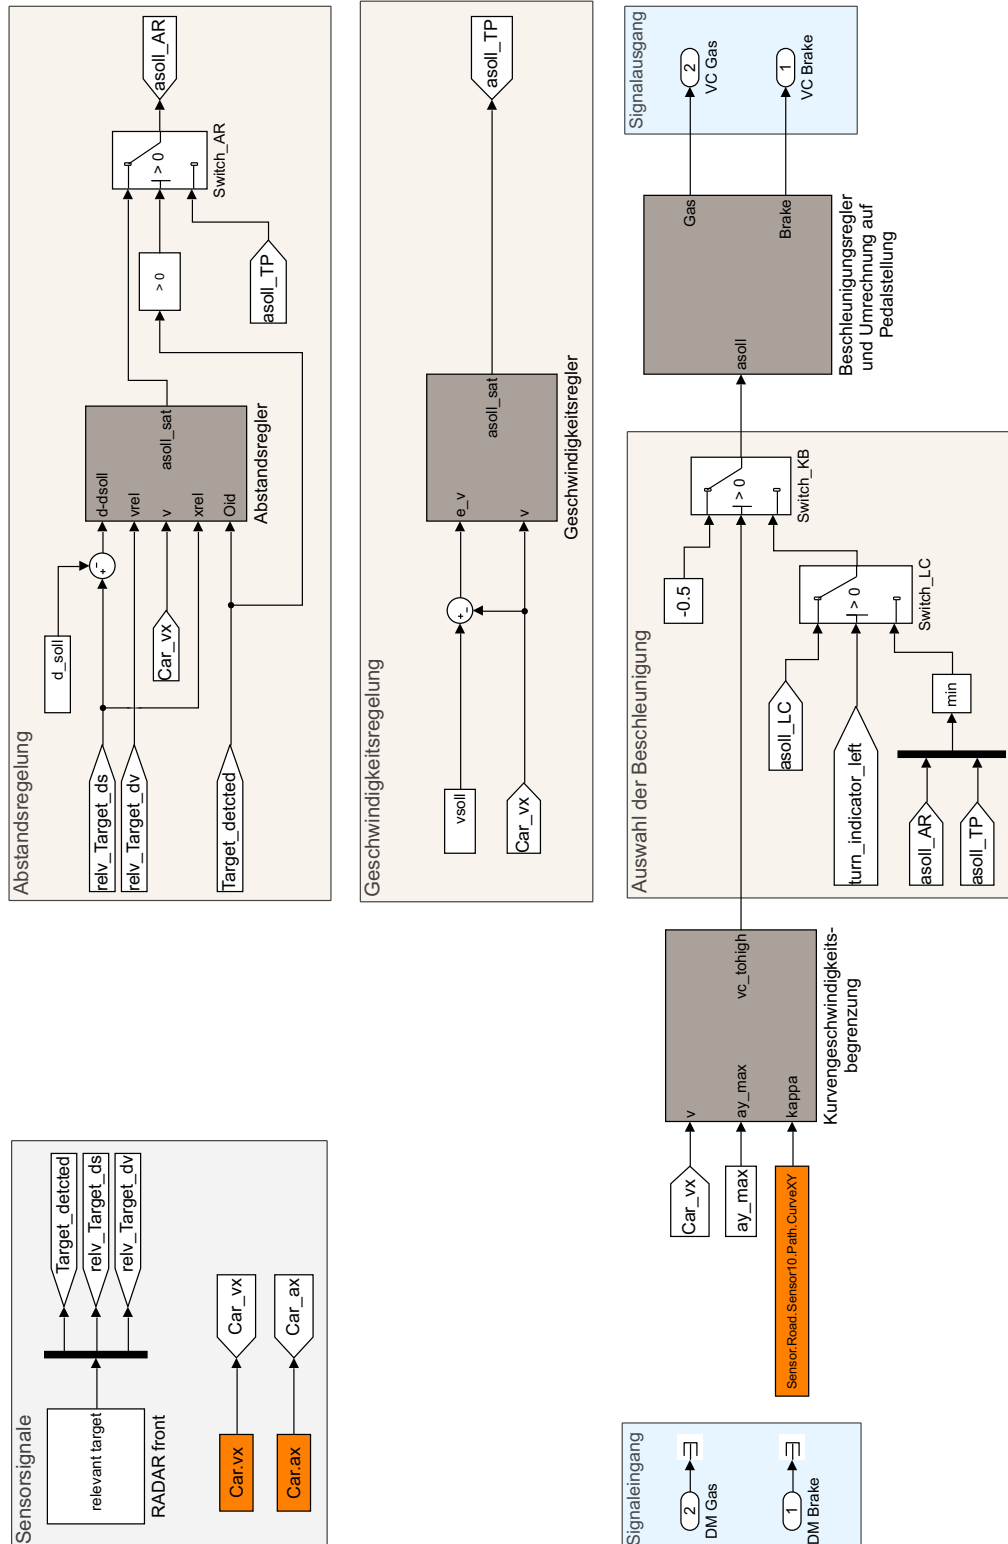 Sensorsignale
relevant target
RADAR front
Target_detcted
relv_Target_ds
relv_Target_dv
Car.vx
Car_vx
Car.ax
Car_ax
Abstandsregelung
relv_Target_ds
relv_Target_dv
Target_detcted
d_soll
Car_vx
+
−
d-dsoll
vrel
v
xrel
Oid
asoll_sat
Abstandsregler
> 0
asoll_TP
> 0
Switch_AR
asoll_AR
Geschwindigkeitsregelung
vsoll
Car_vx
+
−
e_v
v
asoll_sat
Geschwindigkeitsregler
asoll_TP
Signaleingang
2
DM Gas
1
DM Brake
Car_vx
ay_max
Sensor.Road.Sensor10.Path.CurveXY
v
ay_max
kappa
vc_tohigh
Kurvengeschwindigkeits-
begrenzung
Auswahl der Beschleunigung
-0.5
asoll_LC
turn_indicator_left
asoll_AR
asoll_TP
min
> 0
Switch_LC
> 0
Switch_KB
asoll
Gas
Brake
Beschleunigungsregler
und Umrechnung auf
Pedalstellung
Signalausgang
2
VC Gas
1
VC Brake